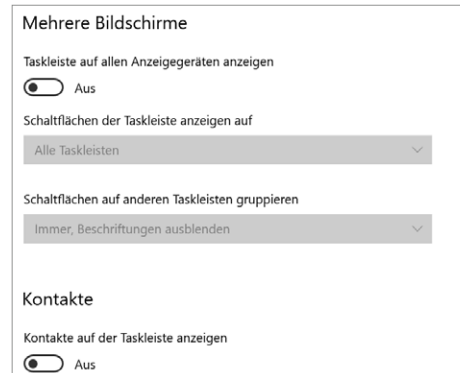 Mehrere Bildschirme
Taskleiste auf allen Anzeigegeräten anzeigen
Aus
Schaltflächen der Taskleiste anzeigen auf
Alle Taskleisten
Schaltflächen auf anderen Taskleisten gruppieren
Immer, Beschriftungen ausblenden
Kontakte
Kontakte auf der Taskleiste anzeigen
Aus